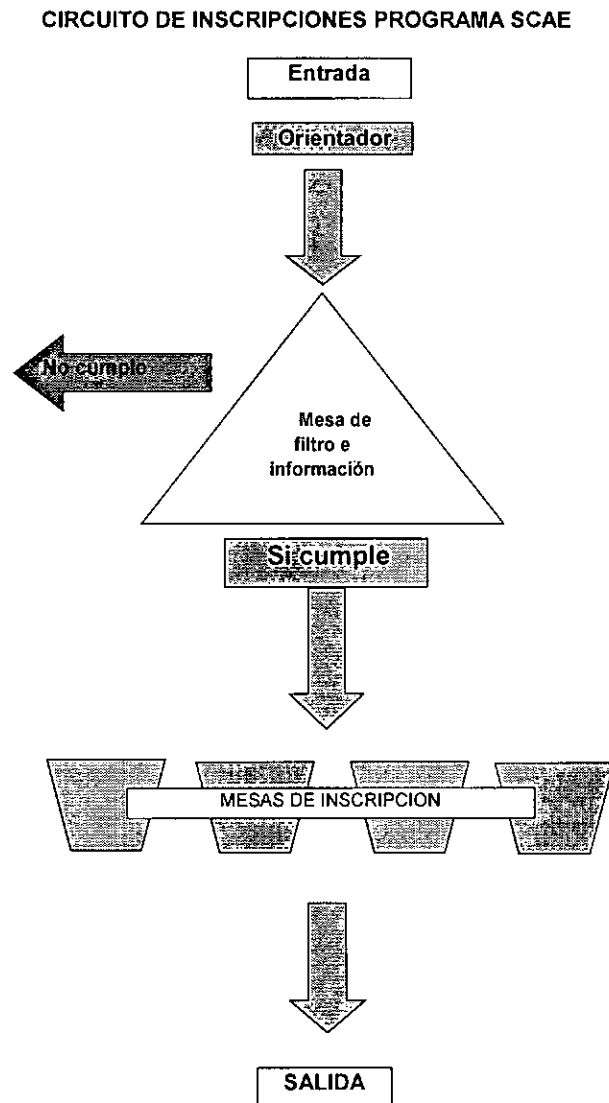 CIRCUITO DE INSCRIPCIONES PROGRAMA SCAE
Entrada
Orientador
No cumplo
Mesa de
filtro e
información
Si cumple
MESAS DE INSCRIPCION
SALIDA